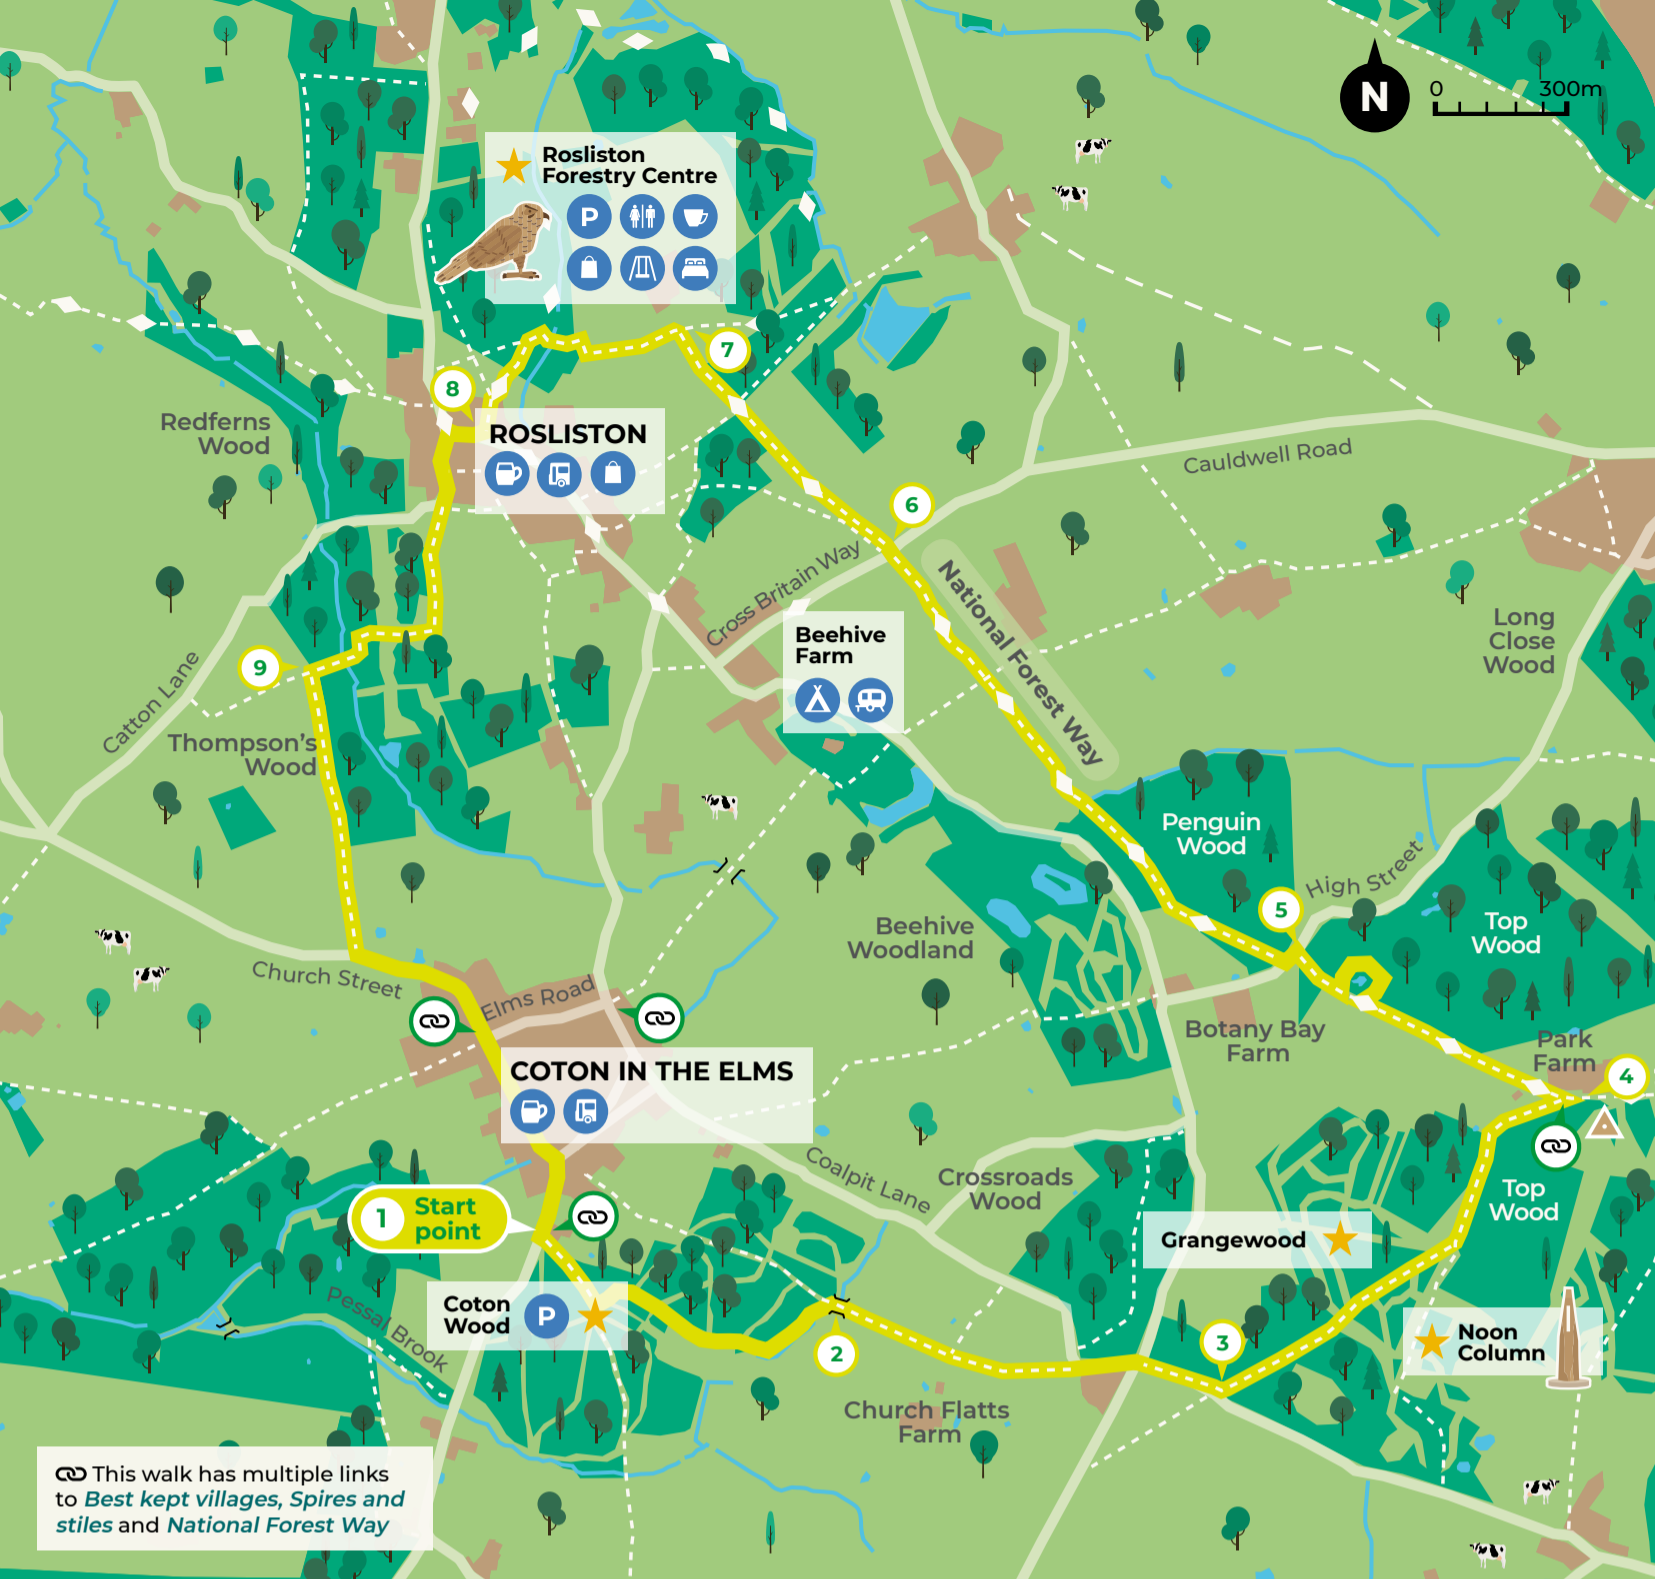 N
0 300m
Rosliston
Forestry Centre
P
7
8
Redferns
Wood
ROSLISTON
Cauldwell Road
6
Cross Britain Way
National Forest Way
Beehive
Farm
Long
Close
Wood
9
Catton Lane
Thompson's
Wood
Penguin
Wood
High Street
5
Top
Wood
Beehive
Woodland
Church Street
Elms Road
Botany Bay
Farm
Park
Farm
4
COTON IN THE ELMS
Coalpit Lane
Crossroads
Wood
Top
Wood
1 Start
point
Grangewood
Pessal Brook
Coton
Wood
P
2
3
Noon
Column
Church Flatts
Farm
This walk has multiple links
to Best kept villages, Spires and
stiles and National Forest Way